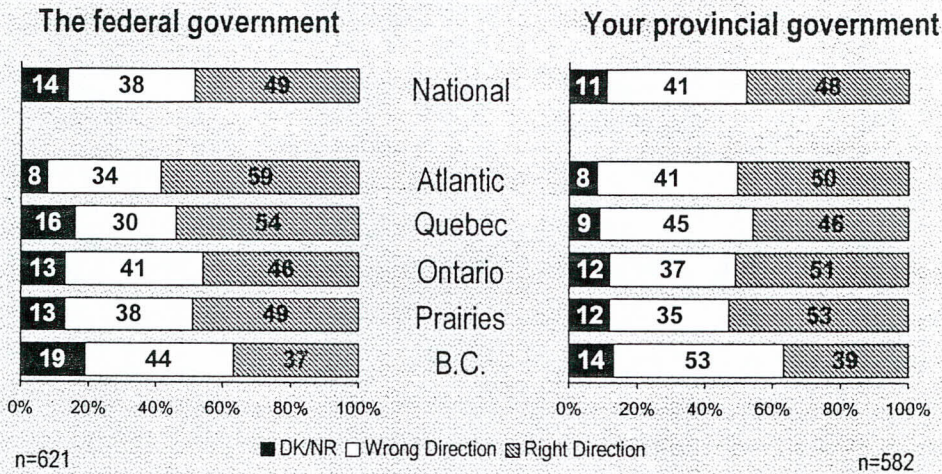 The federal government
Your provincial government
14 38 49 National 11 41 48
8 34 59 Atlantic 8 41 50
16 30 54 Quebec 9 45 46
13 41 46 Ontario 12 37 51
13 38 49 Prairies 12 35 53
19 44 37 B.C. 14 53 39
0% 20% 40% 60% 80% 100% 0% 20% 40% 60% 80% 100%
DK/NR Wrong Direction Right Direction
n=621 n=582